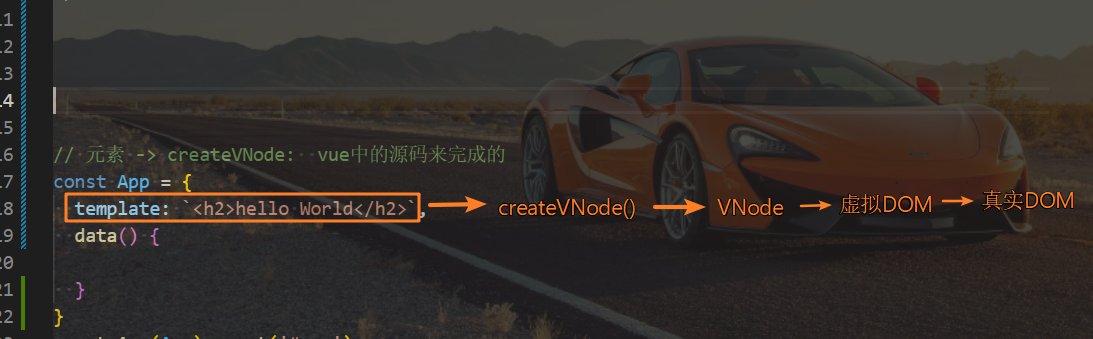 11
12
13
14
15
16 // 元素 -> createVNode: vue中的源码来完成的
17 const App = {
18 template: `<h2>hello World</h2>`, createVNode() VNode 虚拟DOM 真实DOM
19 data() {
20
21 }
22 }